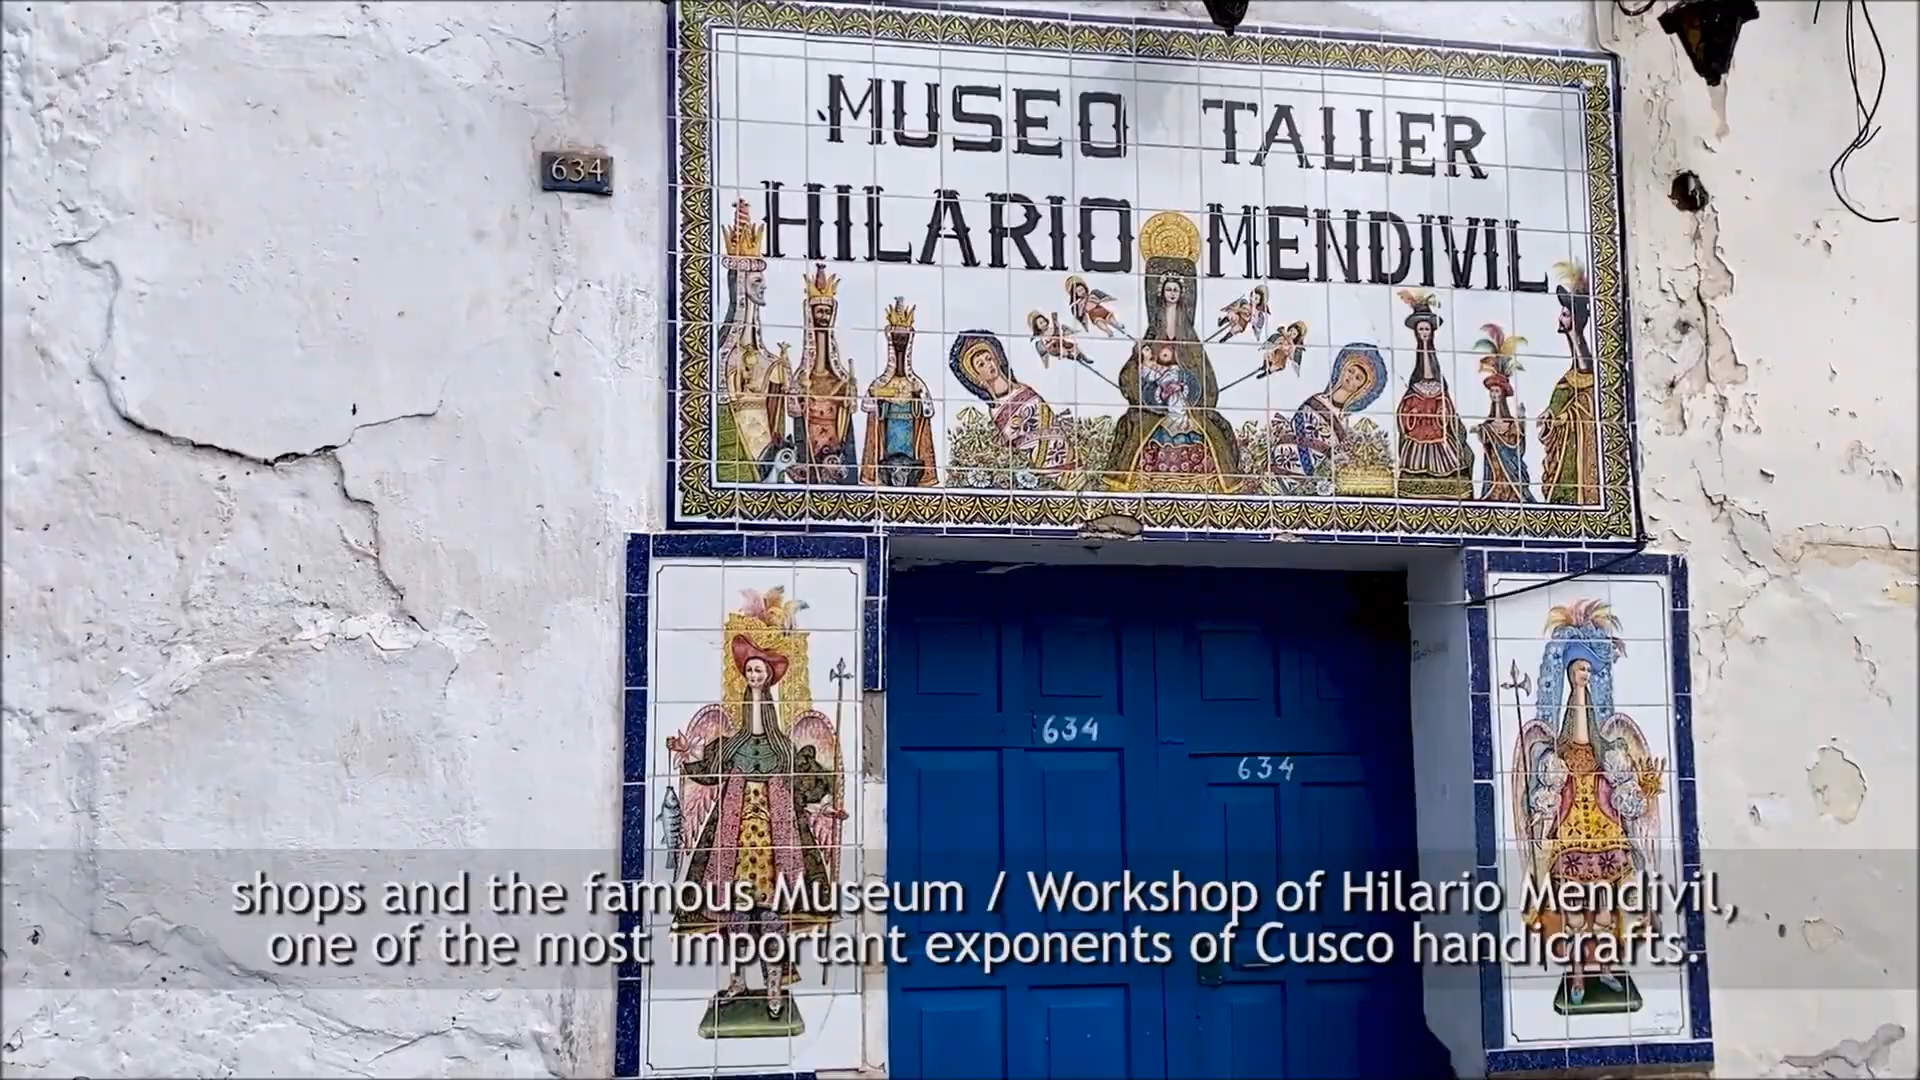 MUSEO TALLER
HILARIO MENDIVIL
634
634
634
shops and the famous Museum / Workshop of Hilario Mendivil,
one of the most important exponents of Cusco handicrafts.